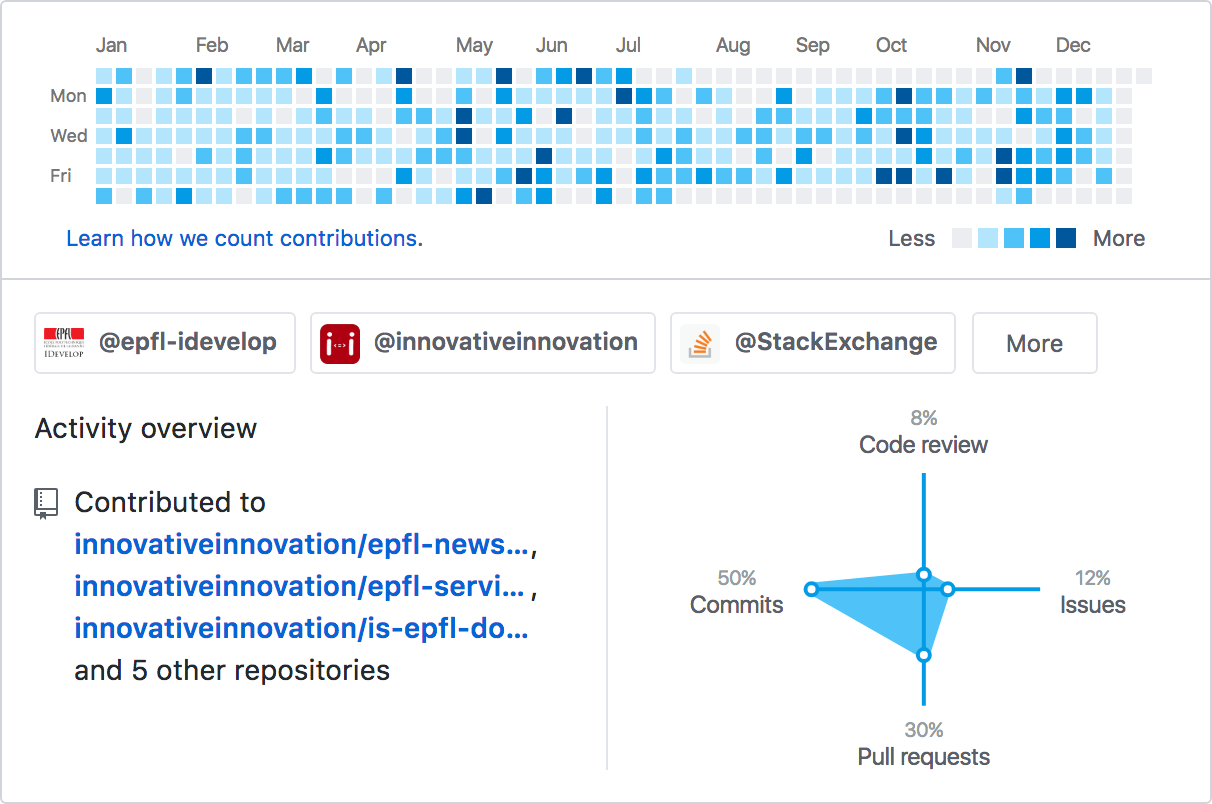 Jan Feb Mar Apr May Jun Jul Aug Sep Oct Nov Dec
Mon
Wed
Fri
Learn how we count contributions.
Less More
EPFL
IDEVELOP
@epfl-idevelop
@innovativeinnovation
@StackExchange
More
Activity overview
Contributed to
innovativeinnovation/epfl-news…,
innovativeinnovation/epfl-servi… ,
innovativeinnovation/is-epfl-do…
and 5 other repositories
8%
Code review
50%
Commits
12%
Issues
30%
Pull requests